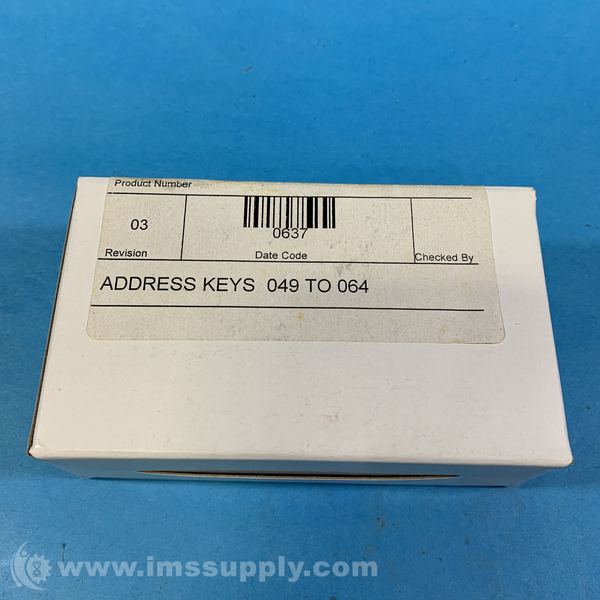 Product Number
03
0637
Revision
Date Code
Checked By
ADDRESS KEYS 049 TO 064
www.imssupply.com